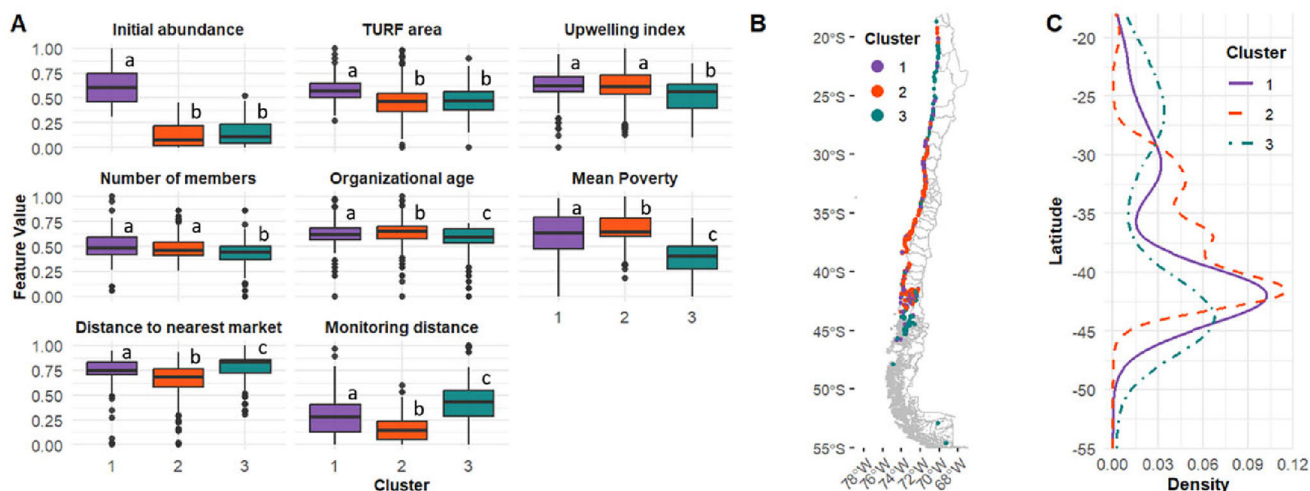 A
Initial abundance
TURF area
Upwelling index
1.00
0.75
0.50
0.25
0.00
a
b
b
a
b
b
a
a
b
Number of members
Organizational age
Mean Poverty
1.00
0.75
0.50
0.25
0.00
a
a
b
a
b
c
a
b
c
1 2 3
Distance to nearest market
Monitoring distance
1.00
0.75
0.50
0.25
0.00
a
b
c
a
b
c
1 2 3
1 2 3
Feature Value
Cluster
B
20°S
25°S
30°S
35°S
40°S
45°S
50°S
55°S
Cluster
1
2
3
78°W
76°W
74°W
72°W
70°W
68°W
C
-20
-25
-30
-35
-40
-45
-50
-55
Latitude
Cluster
1
2
3
0.00 0.03 0.06 0.09 0.12
Density